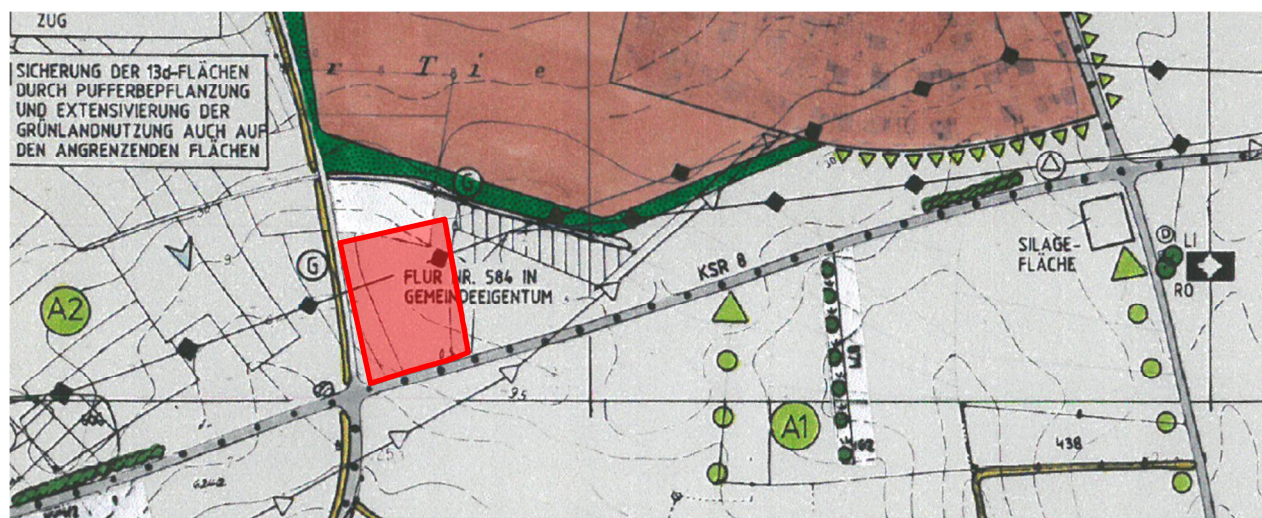 ZUG
SICHERUNG DER 13d-FLÄCHEN
DURCH PUFFERBEPFLANZUNG
UND EXTENSIVIERUNG DER
GRÜNLANDNUTZUNG AUCH AUF
DEN ANGRENZENDEN FLÄCHEN
r Tie
G
G
FLUR NR. 584 IN
GEMEINDEEIGENTUM
KSR 8
SILAGE-
FLÄCHE
D
LI
RO
A2
A1
438